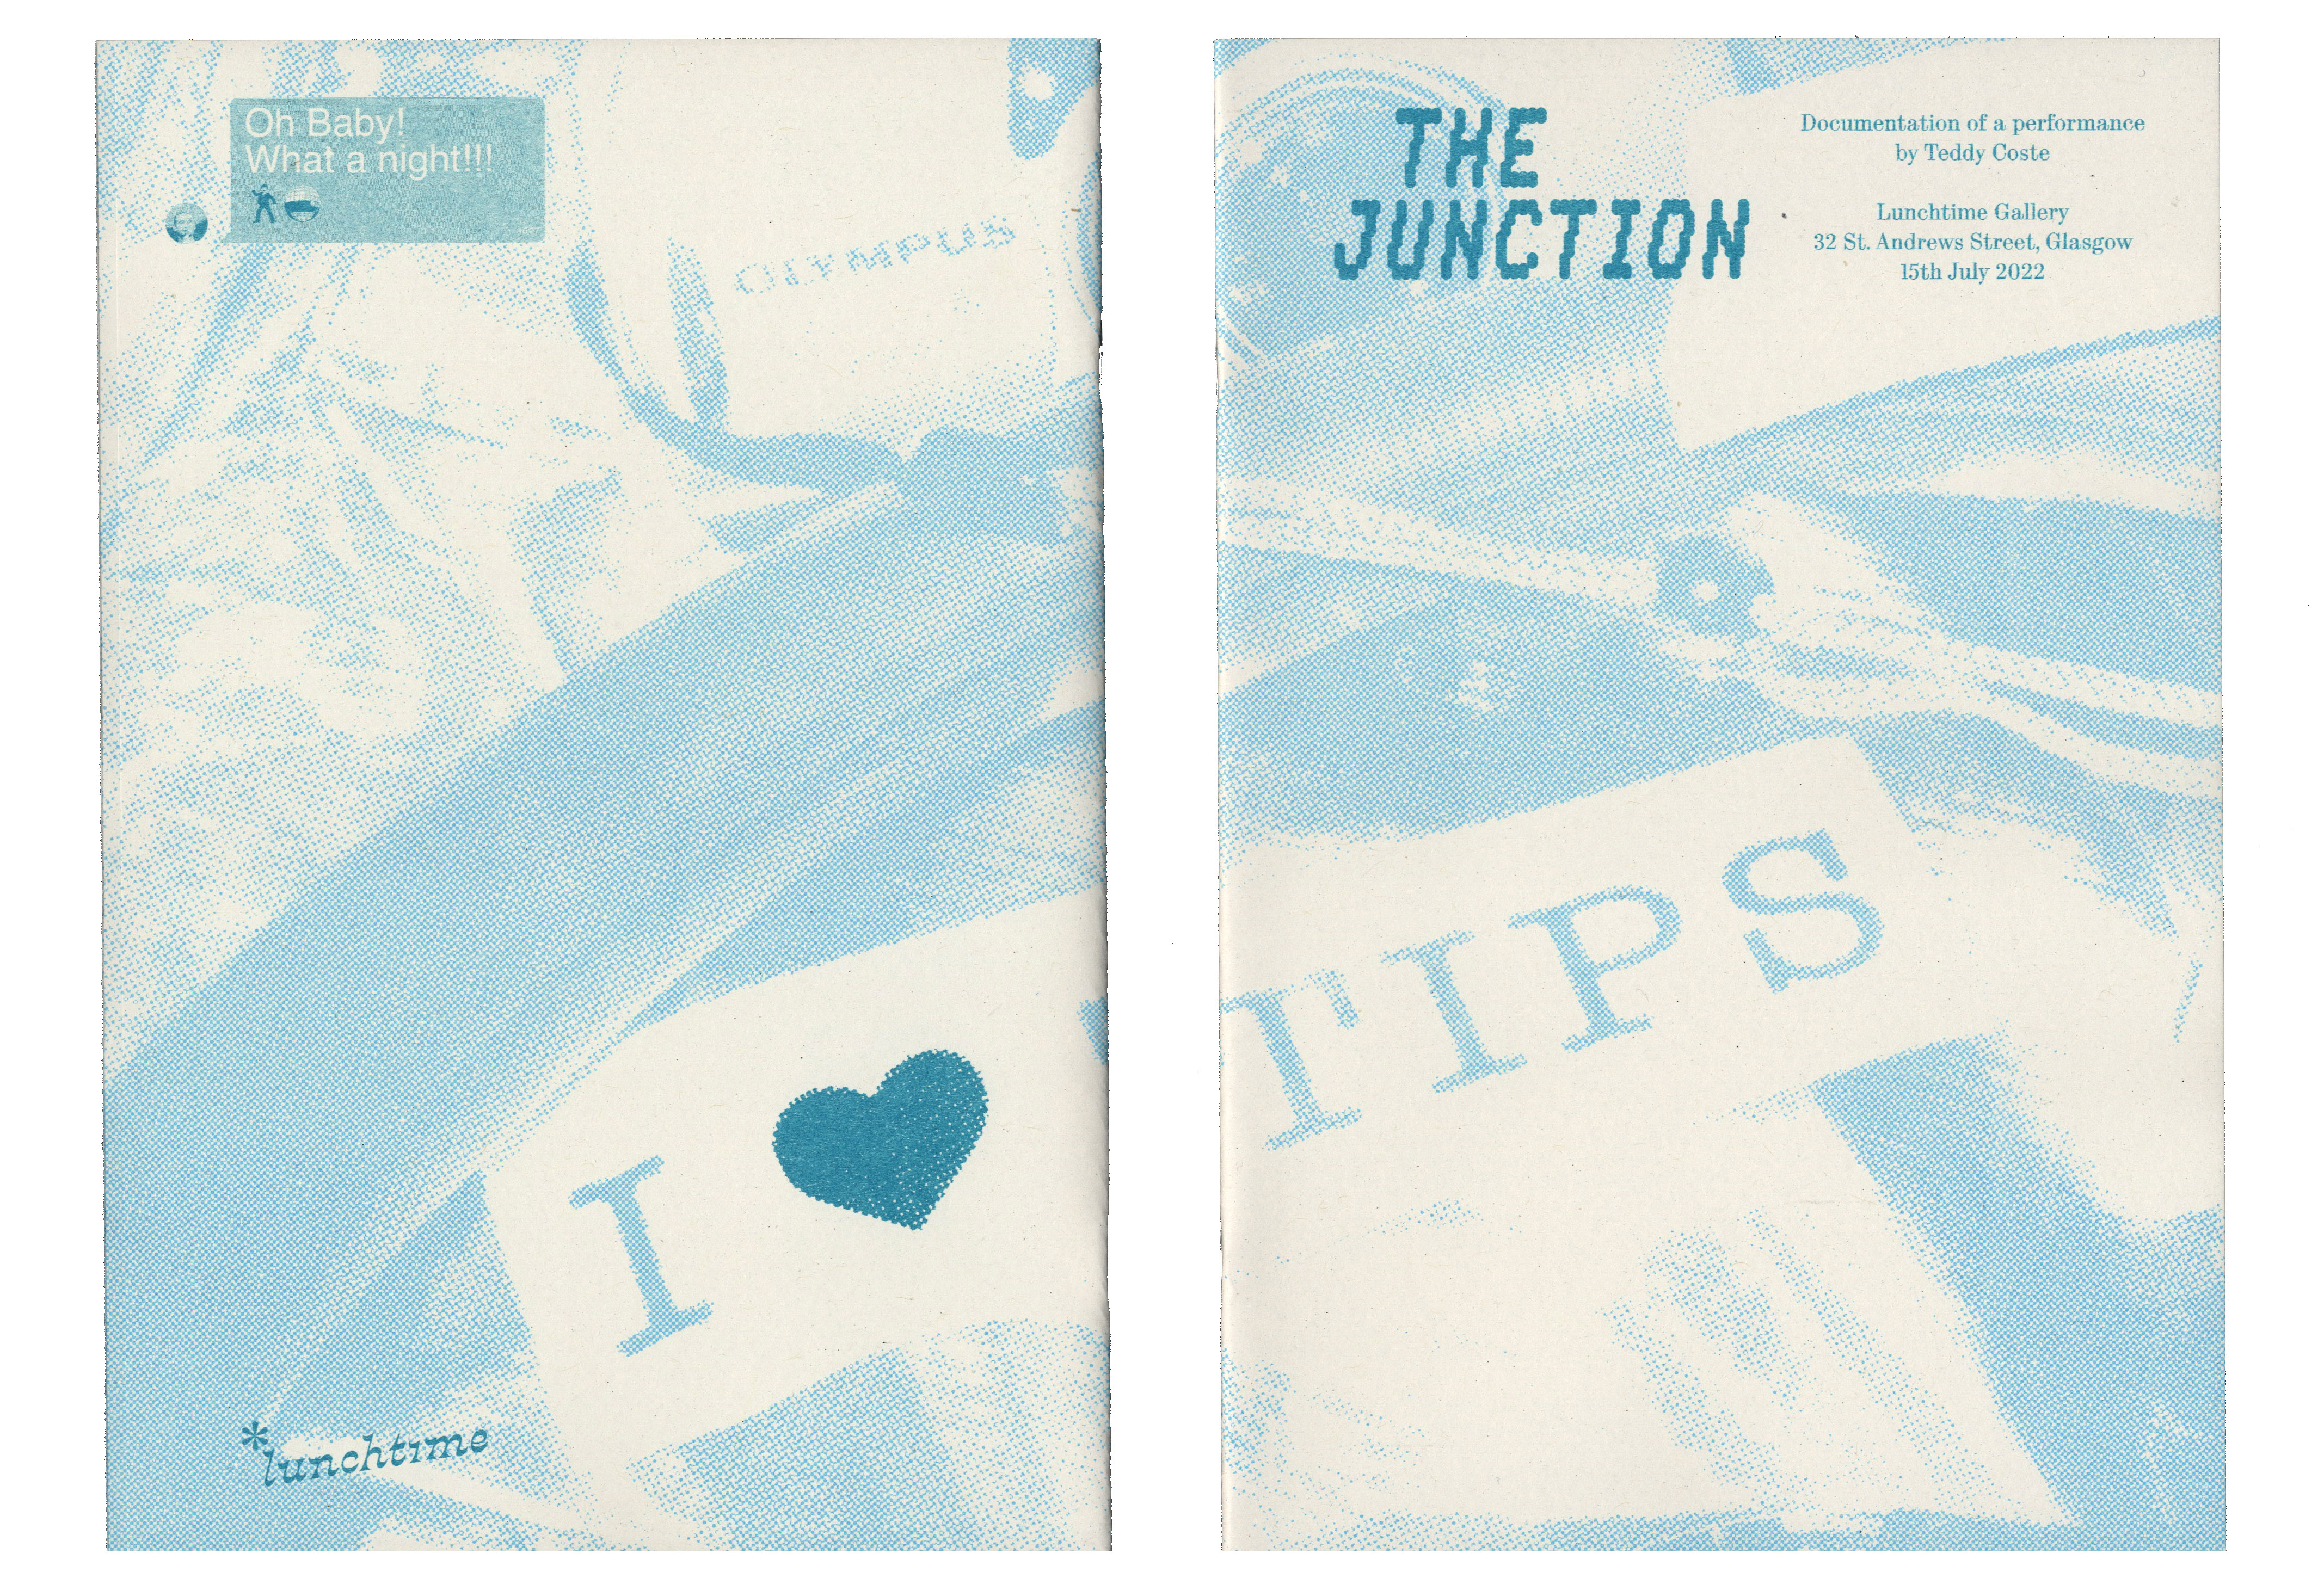 Oh Baby!
What a night!!!
OLYMPUS
I
*lunchtime
THE
JUNCTION
Documentation of a performance
by Teddy Coste
Lunchtime Gallery
32 St. Andrews Street, Glasgow
15th July 2022
TIPS